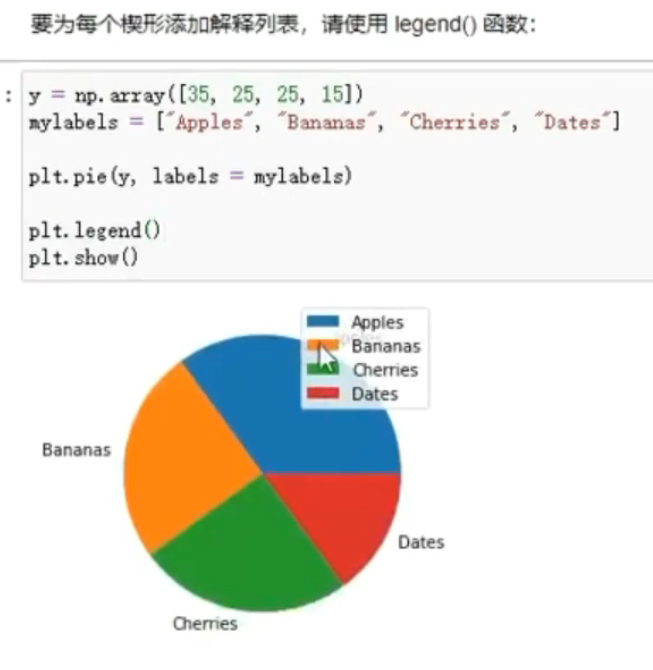 要为每个楔形添加解释列表，请使用 legend() 函数：
: y = np.array([35, 25, 25, 15])
mylabels = ["Apples", "Bananas", "Cherries", "Dates"]
plt.pie(y, labels = mylabels)
plt.legend()
plt.show()
Apples
Bananas
Cherries
Dates
Bananas
Dates
Cherries